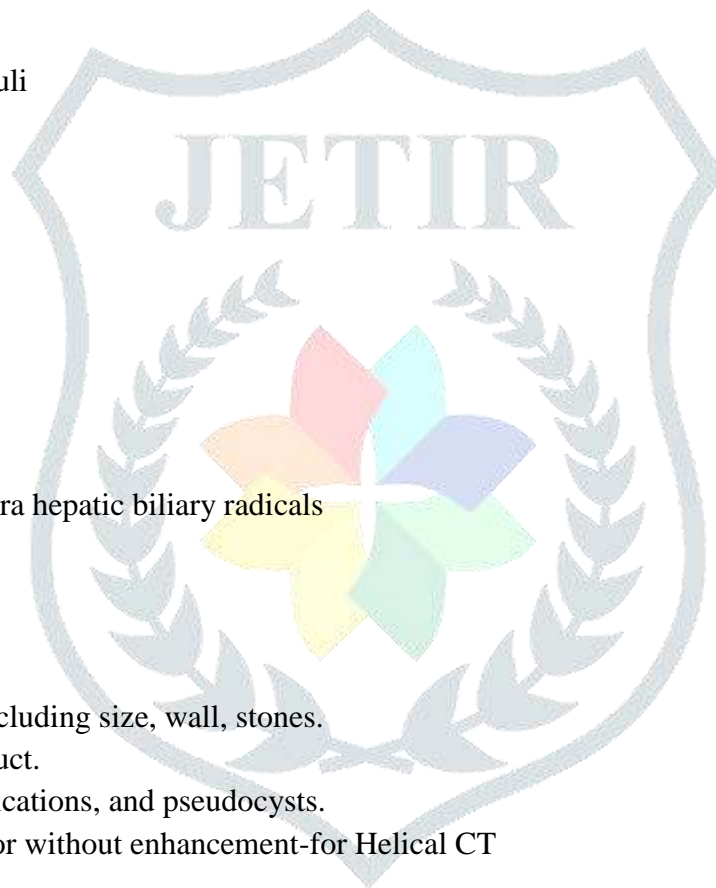 uli
JETIR
ra hepatic biliary radicals
cluding size, wall, stones.
uct.
ications, and pseudocysts.
or without enhancement-for Helical CT